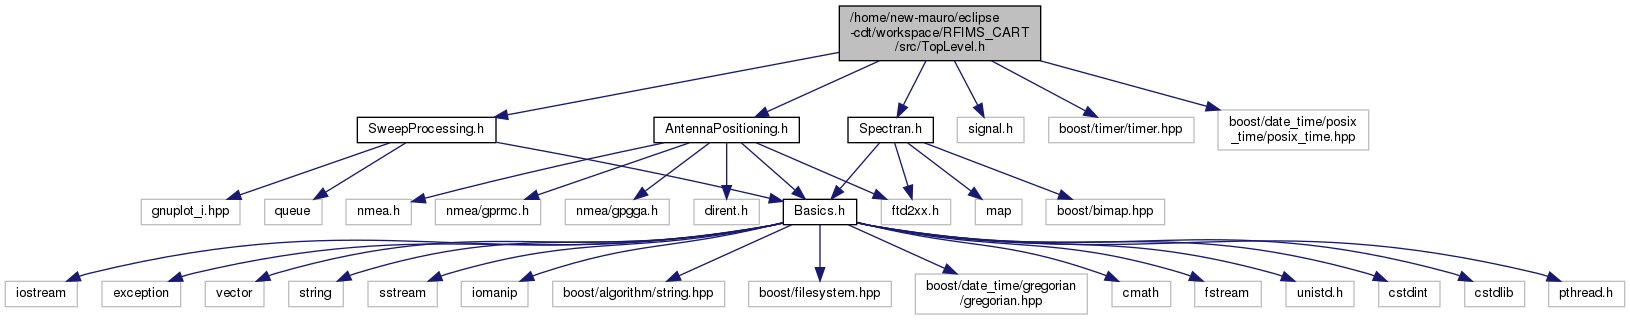 /home/new-mauro/eclipse
-cdt/workspace/RFIMS_CART
/src/TopLevel.h
SweepProcessing.h
AntennaPositioning.h
Spectran.h
signal.h
boost/timer/timer.hpp
boost/date_time/posix
_time/posix_time.hpp
gnuplot_i.hpp
queue
nmea.h
nmea/gprmc.h
nmea/gpgga.h
dirent.h
Basics.h
ftd2xx.h
map
boost/bimap.hpp
iostream
exception
vector
string
sstream
iomanip
boost/algorithm/string.hpp
boost/filesystem.hpp
boost/date_time/gregorian
/gregorian.hpp
cmath
fstream
unistd.h
cstdint
cstdlib
pthread.h